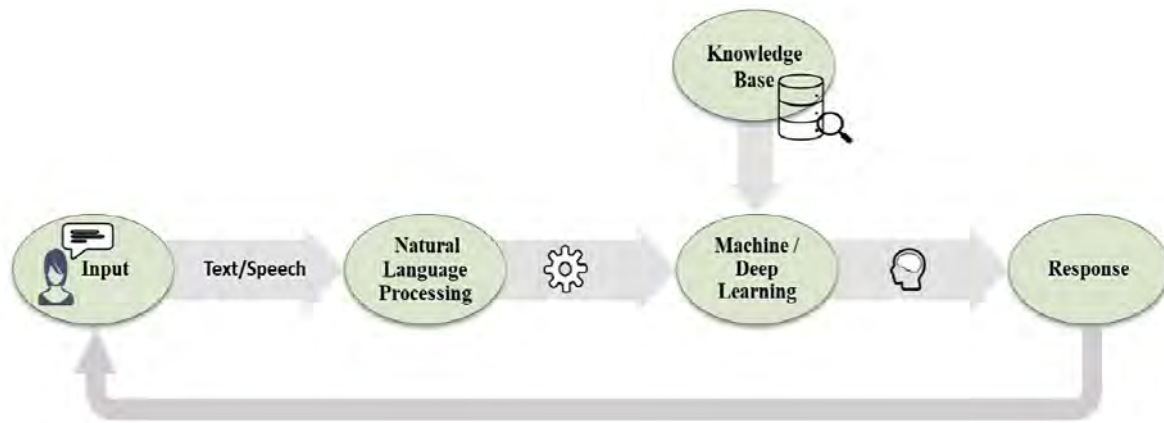 Knowledge
Base
Input
Text/Speech
Natural
Language
Processing
Machine /
Deep
Learning
Response